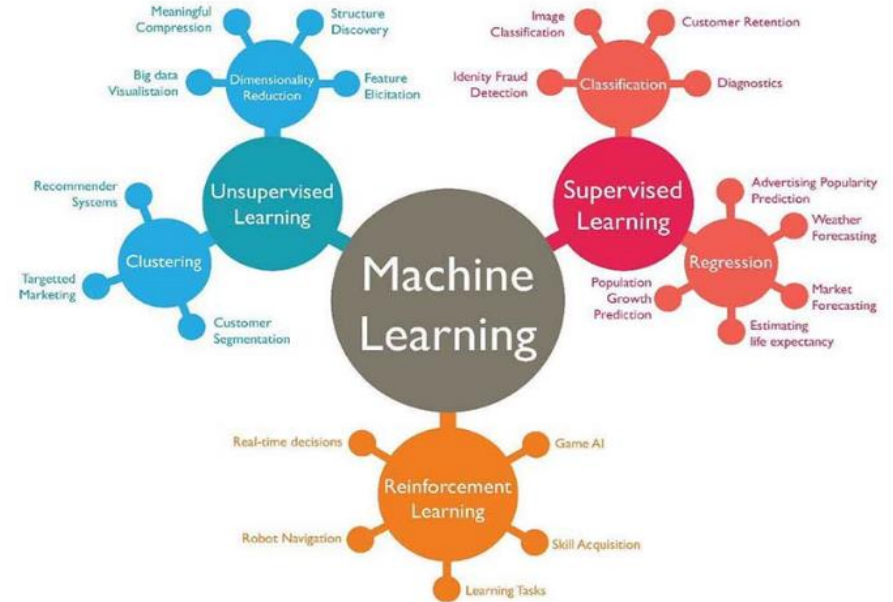 Meaningful
Compression
Structure
Discovery
Big data
Visualistaion
Dimensionality
Reduction
Feature
Elicitation
Unsupervised
Learning
Recommender
Systems
Clustering
Targetted
Marketing
Customer
Segmentation
Machine
Learning
Image
Classification
Customer Retention
Idenity Fraud
Detection
Classification
Diagnostics
Supervised
Learning
Advertising Popularity
Prediction
Weather
Forecasting
Regression
Population
Growth
Prediction
Market
Forecasting
Estimating
life expectancy
Real-time decisions
Game AI
Reinforcement
Learning
Robot Navigation
Skill Acquisition
Learning Tasks